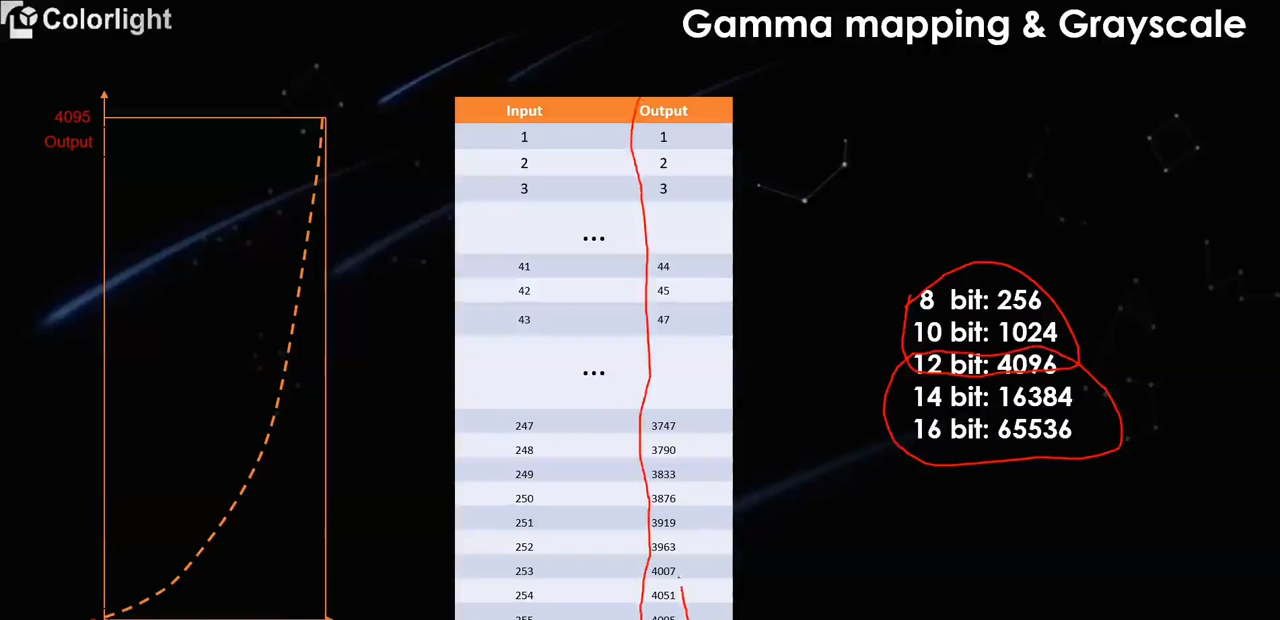 Colorlight
Gamma mapping & Grayscale
4095
Output
Input Output
1 1
2 2
3 3
...
41 44
42 45
43 47
...
247 3747
248 3790
249 3833
250 3876
251 3919
252 3963
253 4007
254 4051
255 4095
8 bit: 256
10 bit: 1024
12 bit: 4096
14 bit: 16384
16 bit: 65536